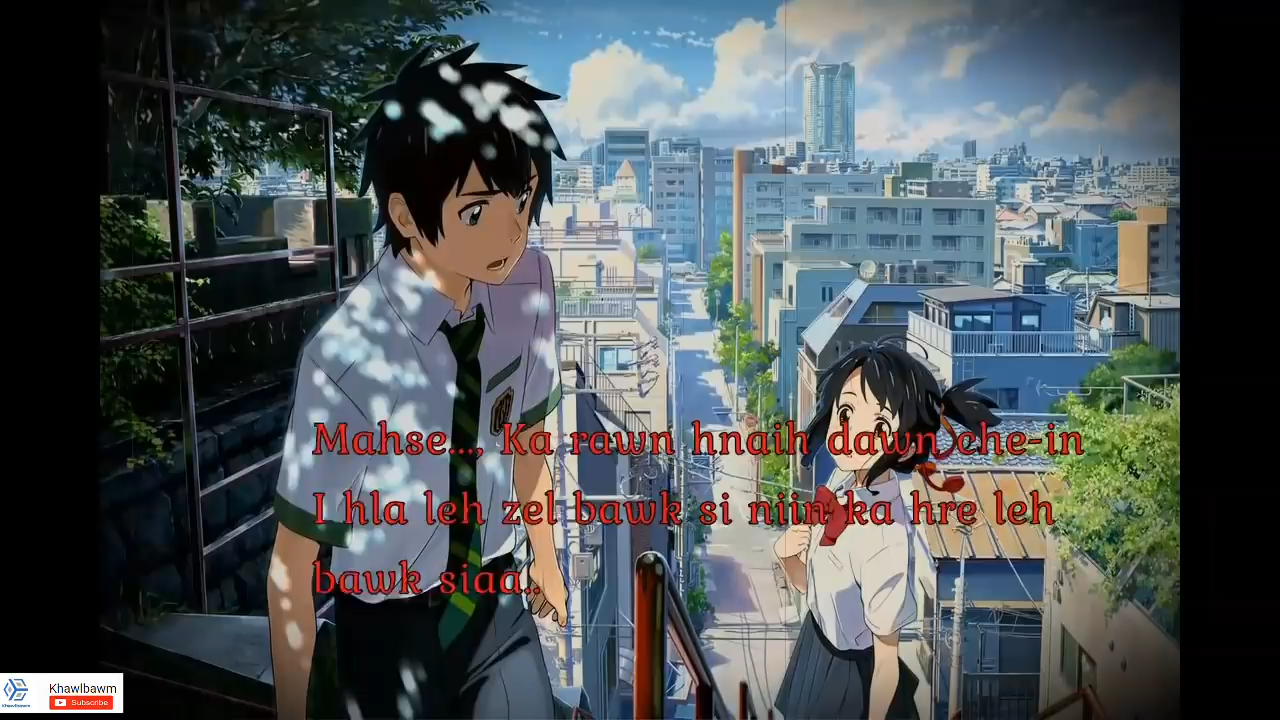 Mahse..., Ka rawn hnaih dawn che-in
I hla leh zel bawk si niin ka hre leh
bawk siaa..
Khawlbawm
Subscribe
Khawlbawm